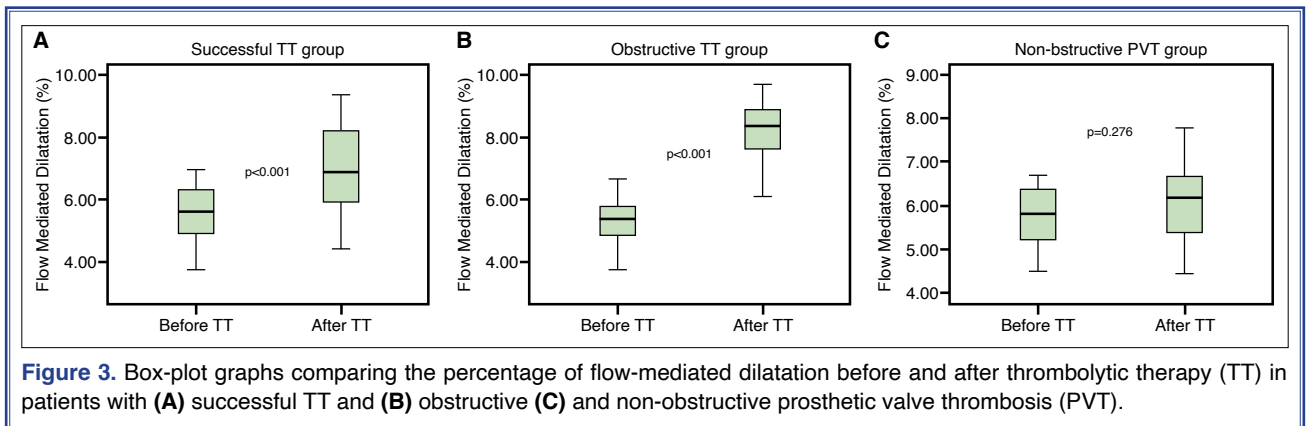 A
Successful TT group
Flow Mediated Dilatation (%)
10.00
8.00
6.00
4.00
p<0.001
Before TT
After TT
B
Obstructive TT group
Flow Mediated Dilatation (%)
10.00
8.00
6.00
4.00
p<0.001
Before TT
After TT
C
Non-bstructive PVT group
Flow Mediated Dilatation (%)
9.00
8.00
7.00
6.00
5.00
4.00
p=0.276
Before TT
After TT
Figure 3. Box-plot graphs comparing the percentage of flow-mediated dilatation before and after thrombolytic therapy (TT) in
patients with (A) successful TT and (B) obstructive (C) and non-obstructive prosthetic valve thrombosis (PVT).